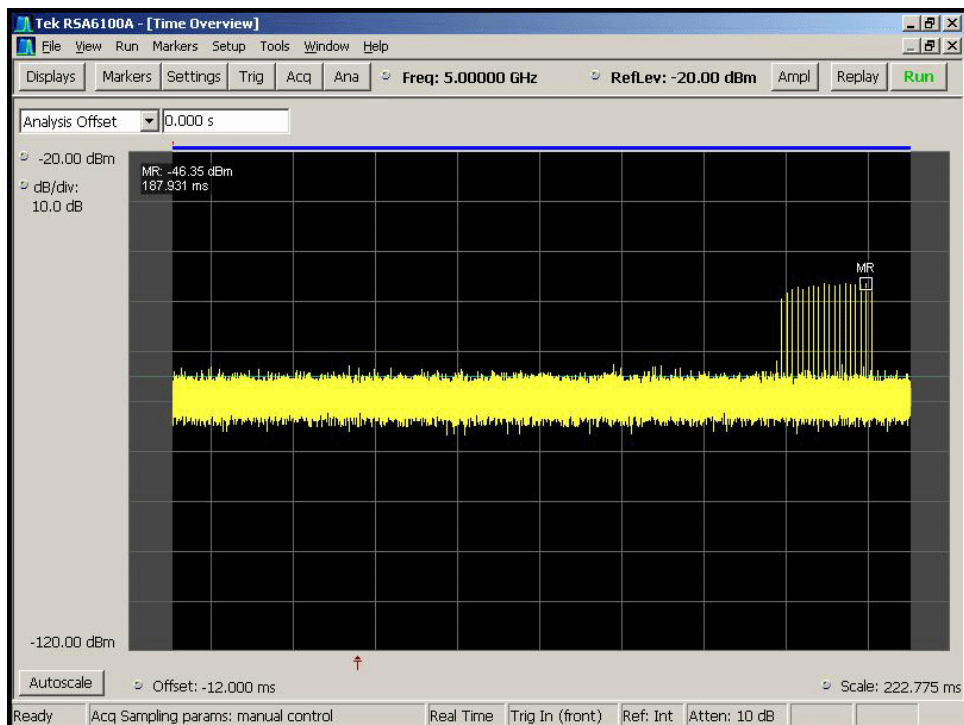 Tek RSA6100A - [Time Overview]
File View Run Markers Setup Tools Window Help
Displays Markers Settings Trig Acq Ana Freq: 5.00000 GHz RefLev: -20.00 dBm Ampl Replay Run
Analysis Offset 0.000 s
-20.00 dBm
dB/div:
10.0 dB
MR: -46.35 dBm
187.931 ms
MR
-120.00 dBm
Autoscale Offset: -12.000 ms Scale: 222.775 ms
Ready Acq Sampling params: manual control Real Time Trig In (front) Ref: Int Atten: 10 dB